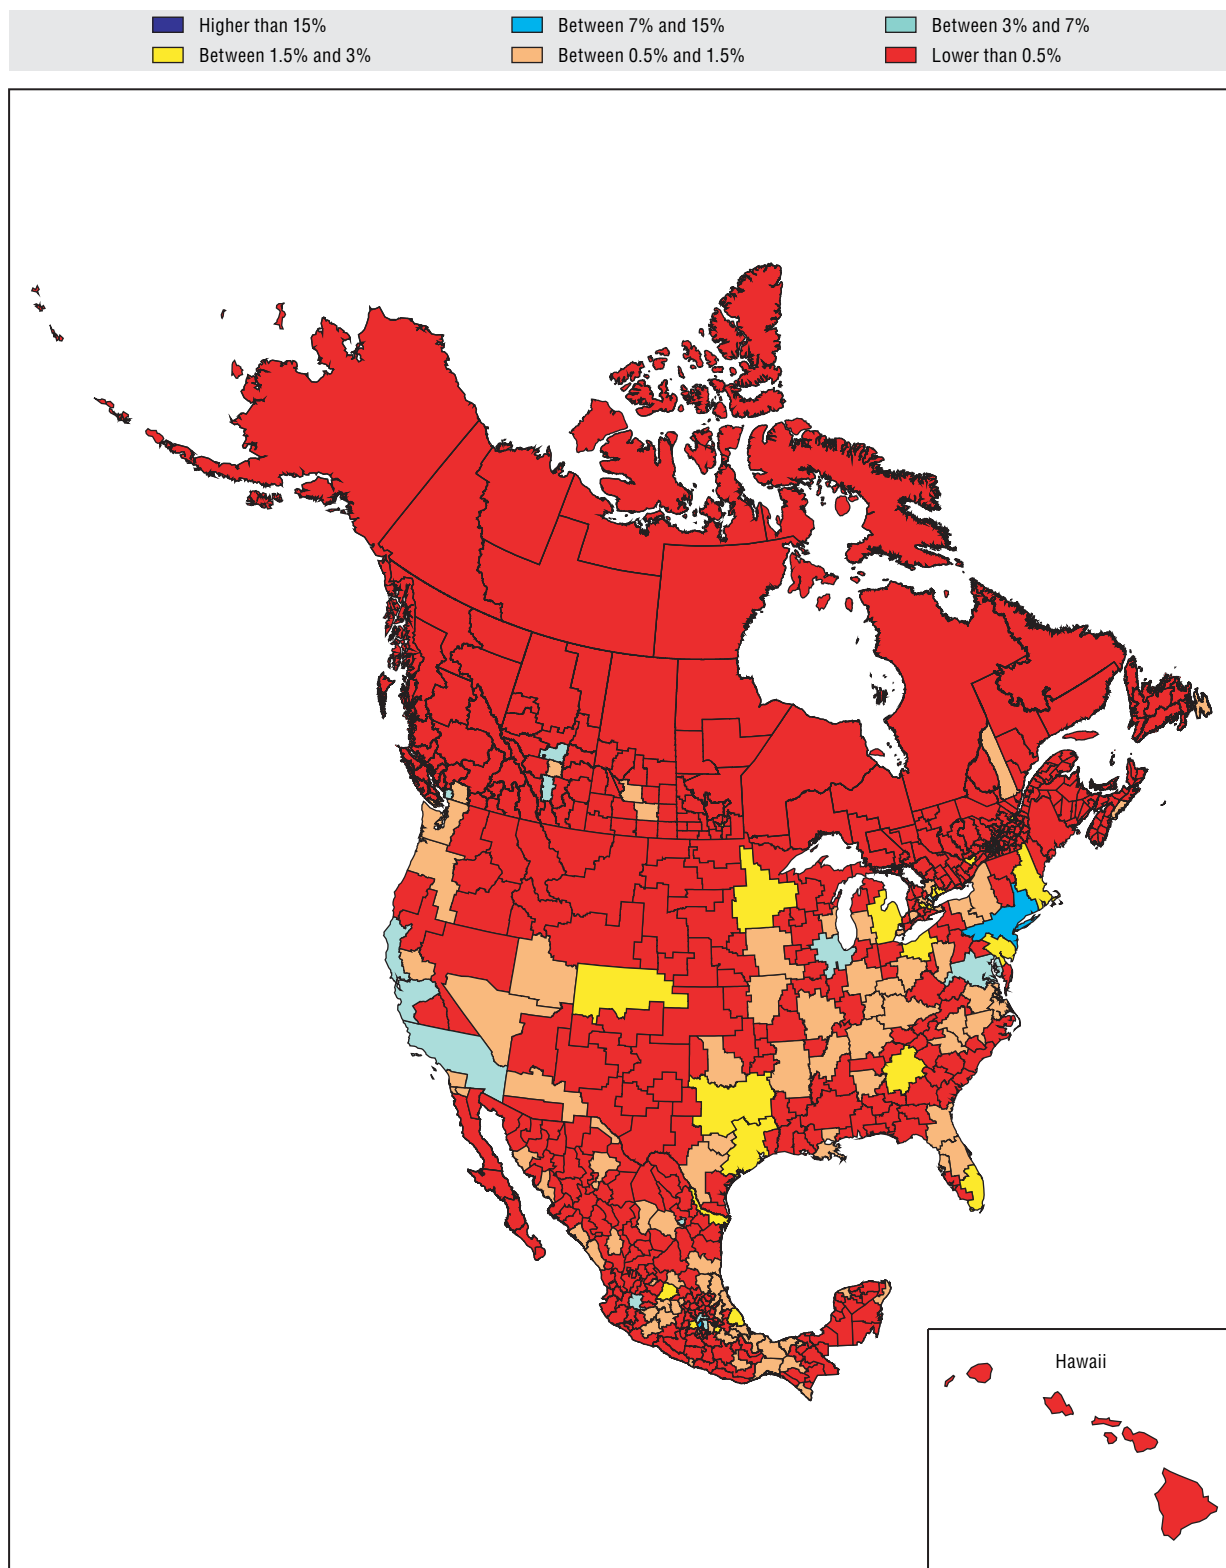 Higher than 15% Between 7% and 15% Between 3% and 7%
Between 1.5% and 3% Between 0.5% and 1.5% Lower than 0.5%
Hawaii